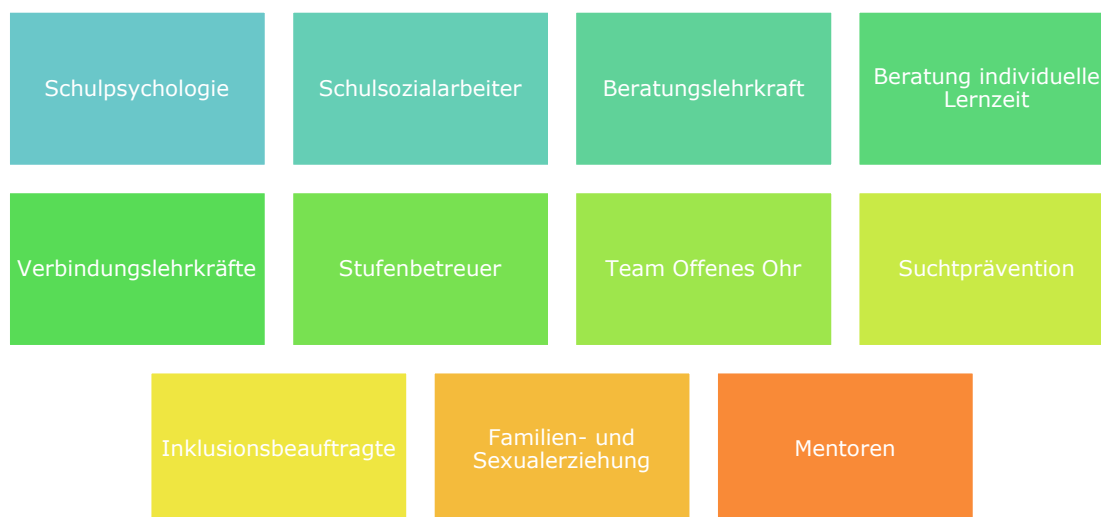 Schulpsychologie
Schulsozialarbeiter
Beratungslehrkraft
Beratung individuelle
Lernzeit
Verbindungslehrkräfte
Stufenbetreuer
Team Offenes Ohr
Suchtprävention
Inklusionsbeauftragte
Familien- und
Sexualerziehung
Mentoren